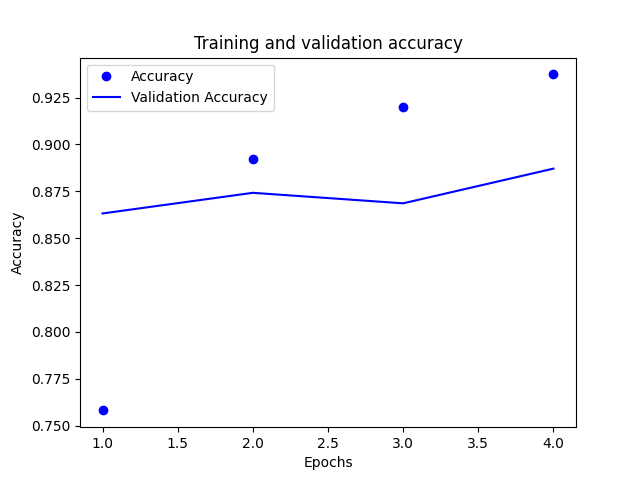 Training and validation accuracy
Accuracy
Validation Accuracy
0.925
0.900
0.875
0.850
0.825
0.800
0.775
0.750
Accuracy
1.0 1.5 2.0 2.5 3.0 3.5 4.0
Epochs